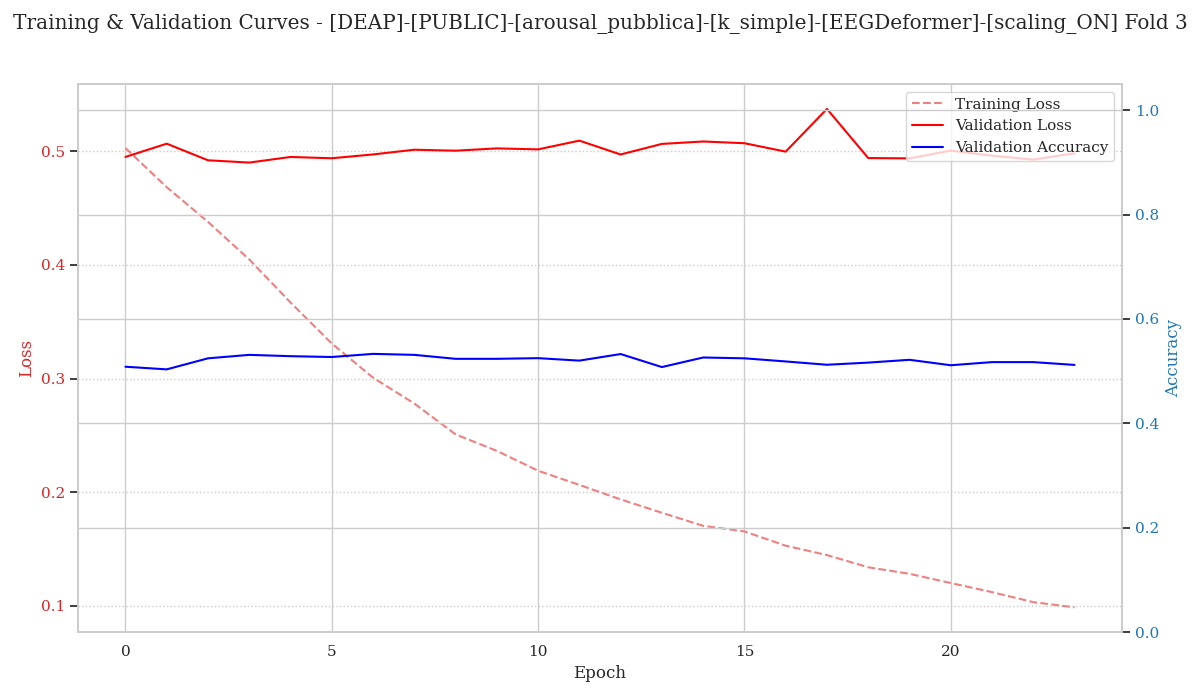 Training & Validation Curves - [DEAP]-[PUBLIC]-[arousal_pubblica]-[k_simple]-[EEGDeformer]-[scaling_ON] Fold 3
Training Loss
Validation Loss
Validation Accuracy
Loss
0.5
0.4
0.3
0.2
0.1
1.0
0.8
0.6
0.4
0.2
0.0
Accuracy
0 5 10 15 20
Epoch